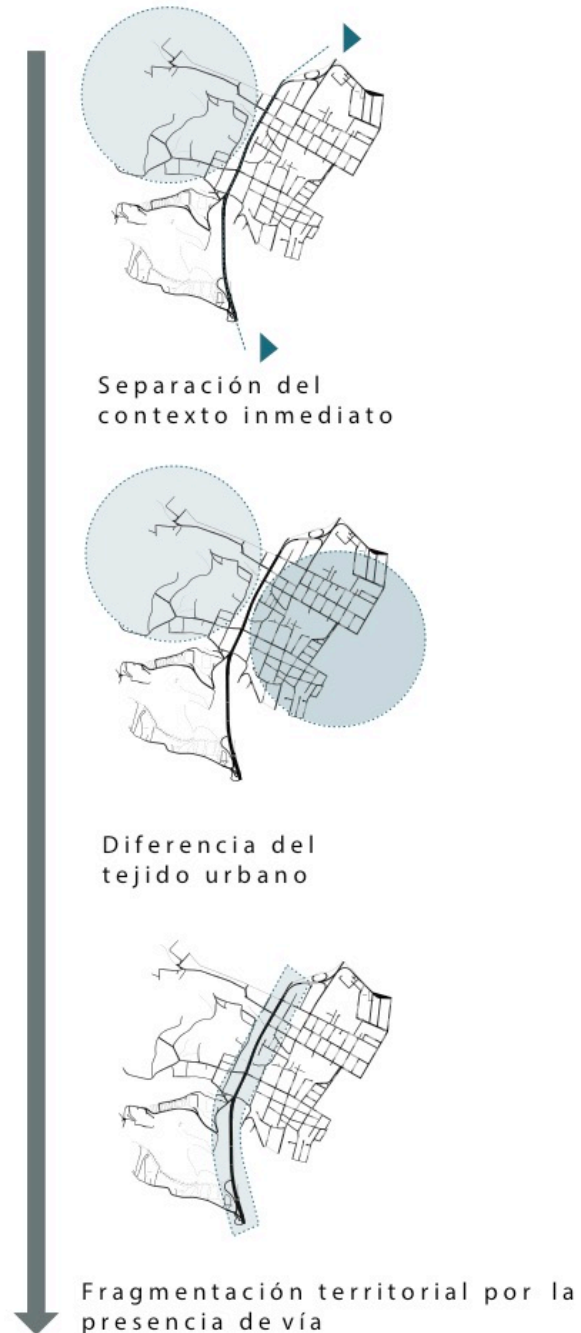 Separación del
contexto inmediato
Diferencia del
tejido urbano
Fragmentación territorial por la
presencia de vía